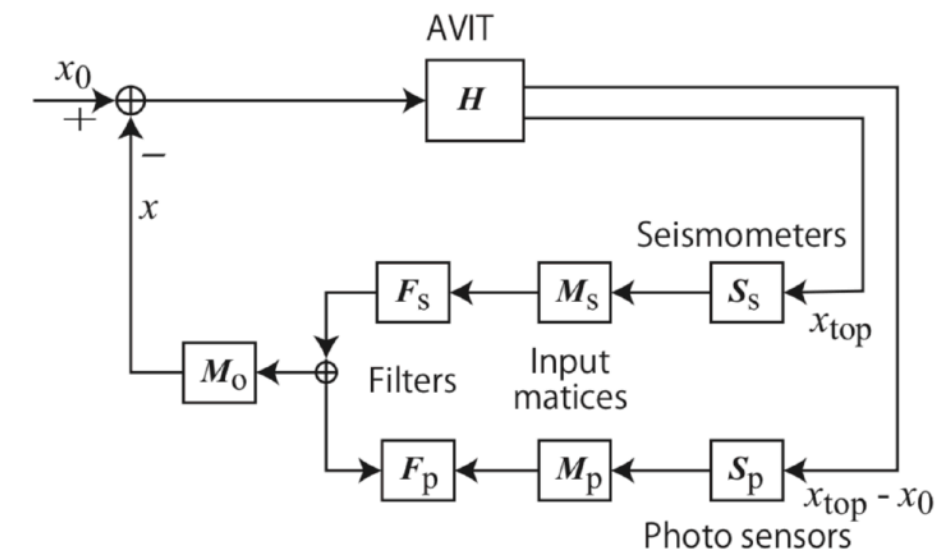 AVIT
x0
+
H
−
x
Seismometers
Fs
Ms
Ss
xtop
Mo
Filters
Input
matices
Fp
Mp
Sp
xtop - x0
Photo sensors